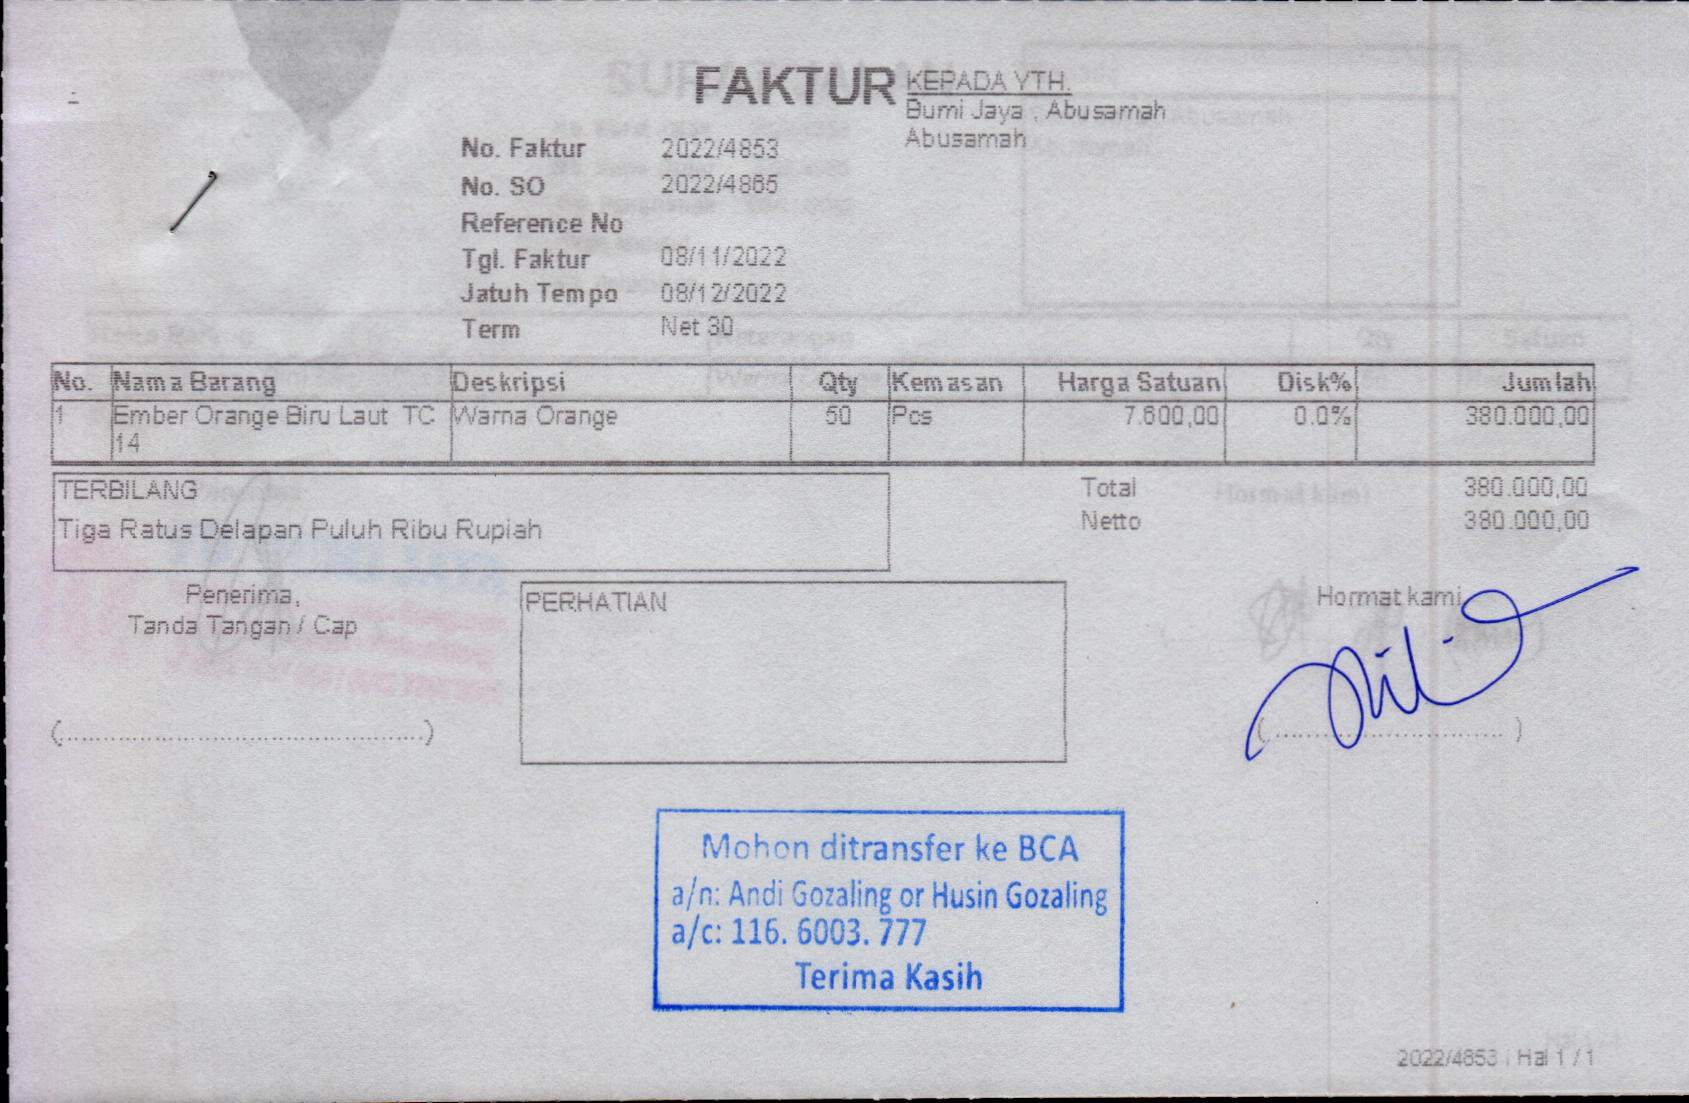 FAKTUR
KEPADA YTH.
Bumi Jaya , Abusamah
Abusamah
No. Faktur 2022/4853
No. SO 2022/4865
Reference No
Tgl. Faktur 08/11/2022
Jatuh Tempo 08/12/2022
Term Net 30
No. Nama Barang Deskripsi Qty Kemasan Harga Satuan Disk% Jumlah
1 Ember Orange Biru Laut TC Warna Orange 50 Pcs 7.600,00 0.0% 380.000,00
14
TERBILANG
Tiga Ratus Delapan Puluh Ribu Rupiah
Total 380.000,00
Netto 380.000,00
Penerima,
Tanda Tangan / Cap
(..............................................)
PERHATIAN
Hormat kami
(................................)
Mohon ditransfer ke BCA
a/n: Andi Gozaling or Husin Gozaling
a/c: 116. 6003. 777
Terima Kasih
2022/4853 | Hal 1 / 1